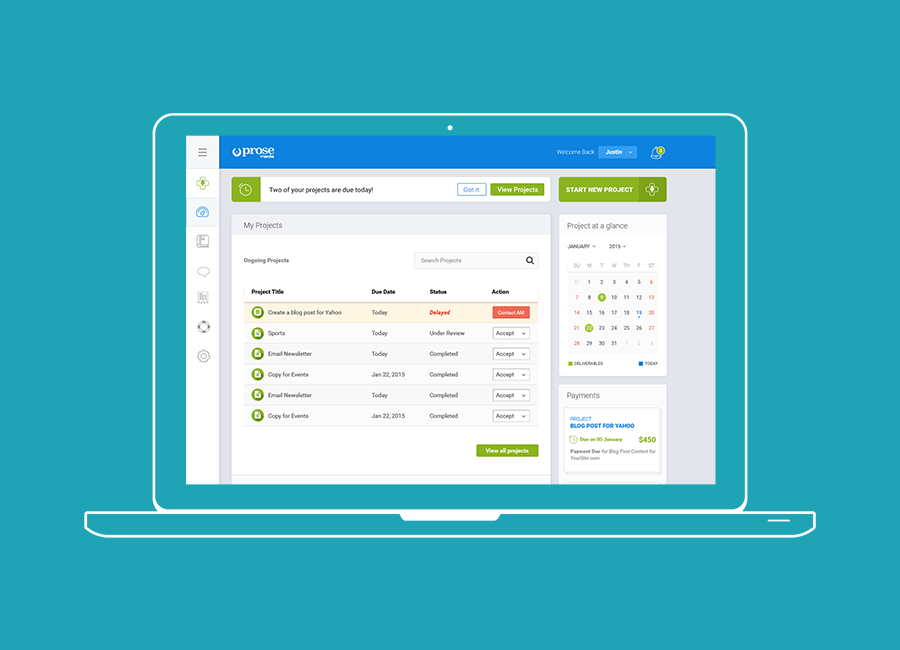 prose
media
Welcome Back Justin 3
Two of your projects are due today! Got it View Projects
START NEW PROJECT
My Projects
Ongoing Projects
Search Projects
Project Title Due Date Status Action
Create a blog post for Yahoo Today Delayed Contact AM
Sports Today Under Review Accept
Email Newsletter Today Completed Accept
Copy for Events Jan 22, 2015 Completed Accept
Email Newsletter Today Completed Accept
Copy for Events Jan 22, 2015 Completed Accept
View all projects
Project at a glance
JANUARY 2015
SU M T W TH F ST
31 1 2 3 4 5 6
7 8 9 10 11 12 13
14 15 16 17 18 19 20
21 22 23 24 25 26 27
28 29 30 31 1 2 3
DELIVERABLES TODAY
Payments
PROJECT
BLOG POST FOR YAHOO
Due on 05 January $450
Payment Due for Blog Post Content for
YourSite.com